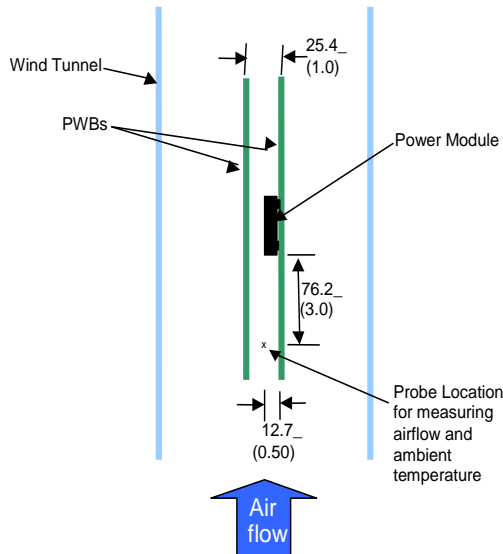 25.4_
(1.0)
Wind Tunnel
PWBs
Power Module
76.2_
(3.0)
x
Probe Location
for measuring
airflow and
ambient
temperature
12.7_
(0.50)
Air
flow